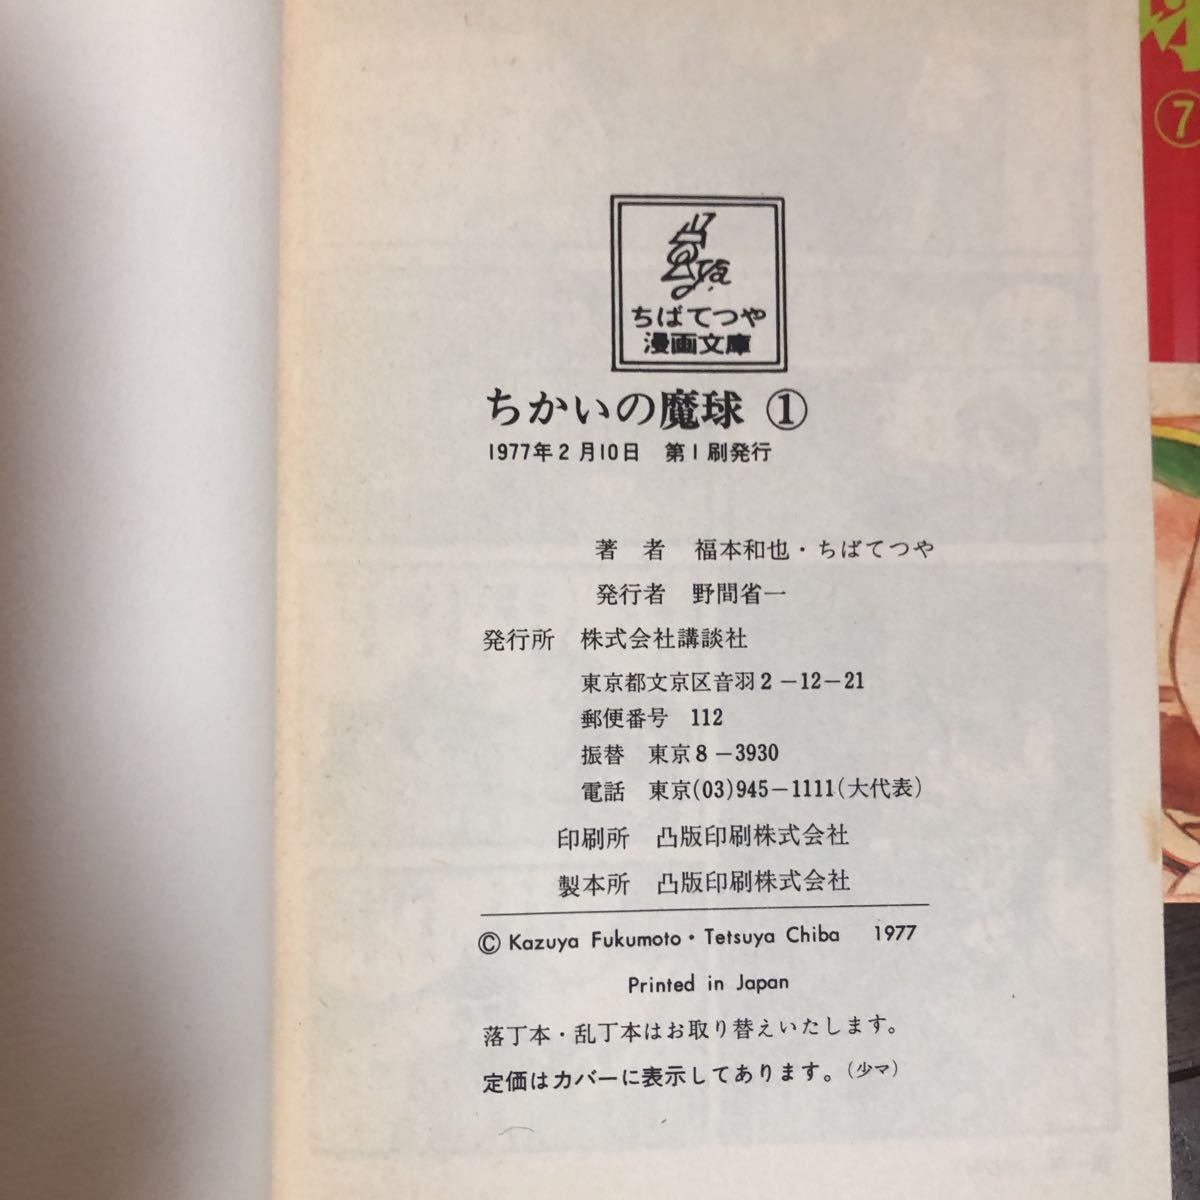 ちばてつや
漫画文庫
ちかいの魔球 ①
1977年2月10日 第1刷発行
著 者 福本和也・ちばてつや
発行者 野間省一
発行所 株式会社講談社
東京都文京区音羽2-12-21
郵便番号 112
振替 東京8-3930
電話 東京(03)945-1111(大代表)
印刷所 凸版印刷株式会社
製本所 凸版印刷株式会社
© Kazuya Fukumoto・Tetsuya Chiba 1977
Printed in Japan
落丁本・乱丁本はお取り替えいたします。
定価はカバーに表示してあります。(少マ)
⑦